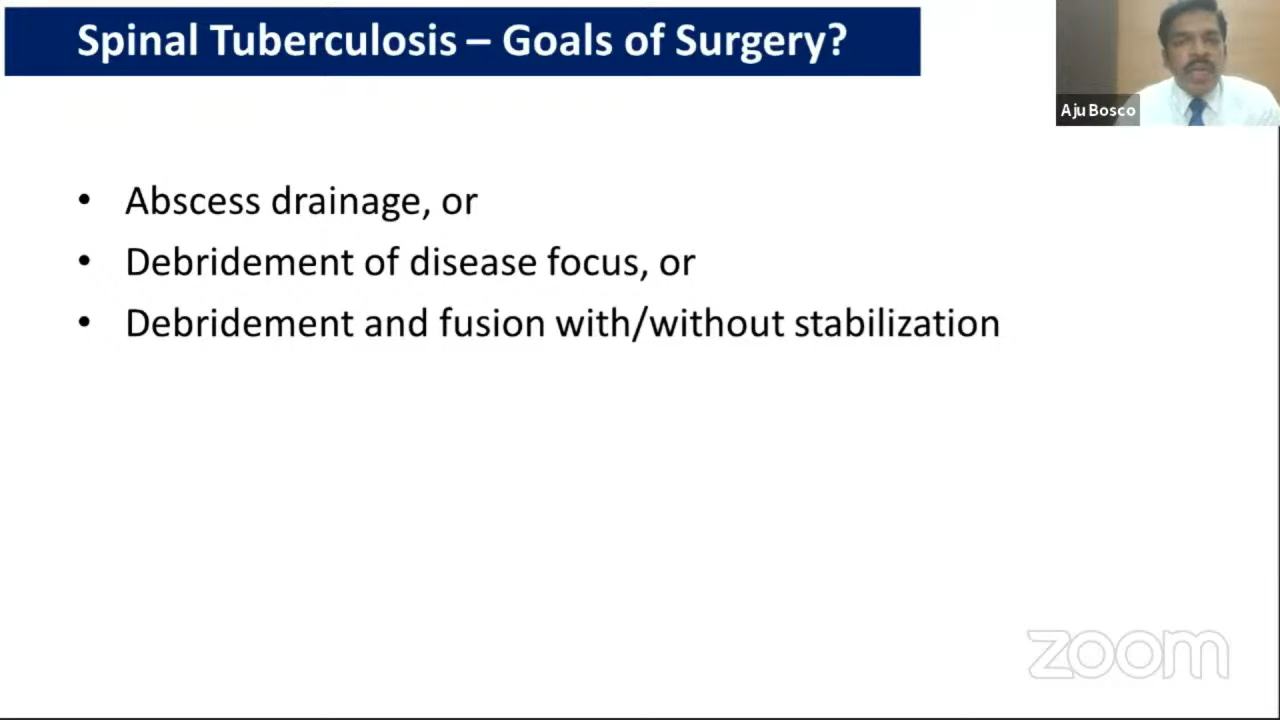 Spinal Tuberculosis – Goals of Surgery?
Aju Bosco
• Abscess drainage, or
• Debridement of disease focus, or
• Debridement and fusion with/without stabilization
zoom